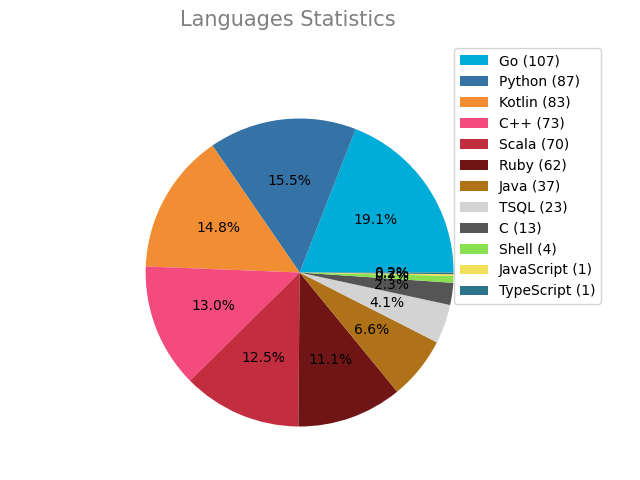 Languages Statistics
Go (107)
Python (87)
Kotlin (83)
C++ (73)
Scala (70)
Ruby (62)
Java (37)
TSQL (23)
C (13)
Shell (4)
JavaScript (1)
TypeScript (1)
15.5%
19.1%
14.8%
13.0%
12.5%
11.1%
6.6%
4.1%
2.3%
0.2%